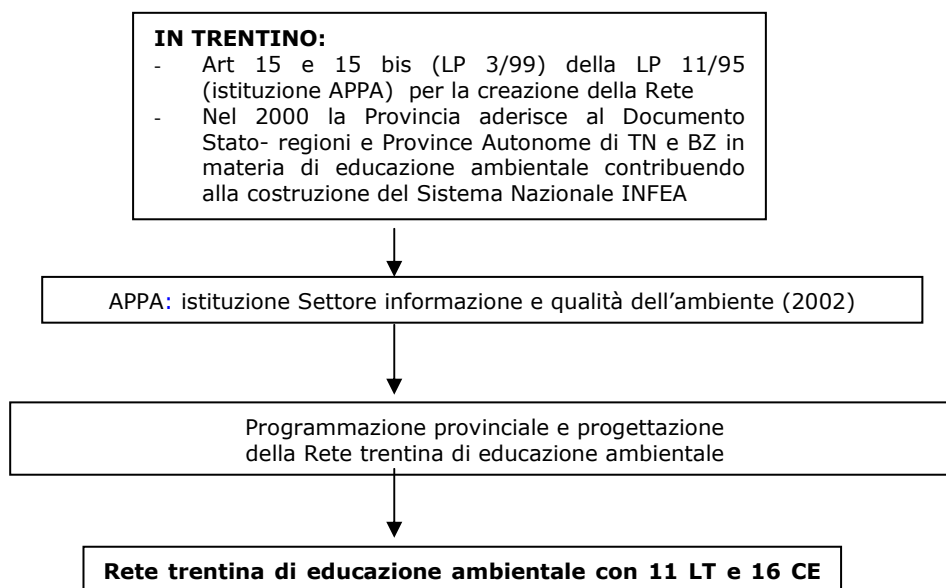 IN TRENTINO:
- Art 15 e 15 bis (LP 3/99) della LP 11/95
(istituzione APPA) per la creazione della Rete
- Nel 2000 la Provincia aderisce al Documento
Stato- regioni e Province Autonome di TN e BZ in
materia di educazione ambientale contribuendo
alla costruzione del Sistema Nazionale INFEA
APPA: istituzione Settore informazione e qualità dell'ambiente (2002)
Programmazione provinciale e progettazione
della Rete trentina di educazione ambientale
Rete trentina di educazione ambientale con 11 LT e 16 CE